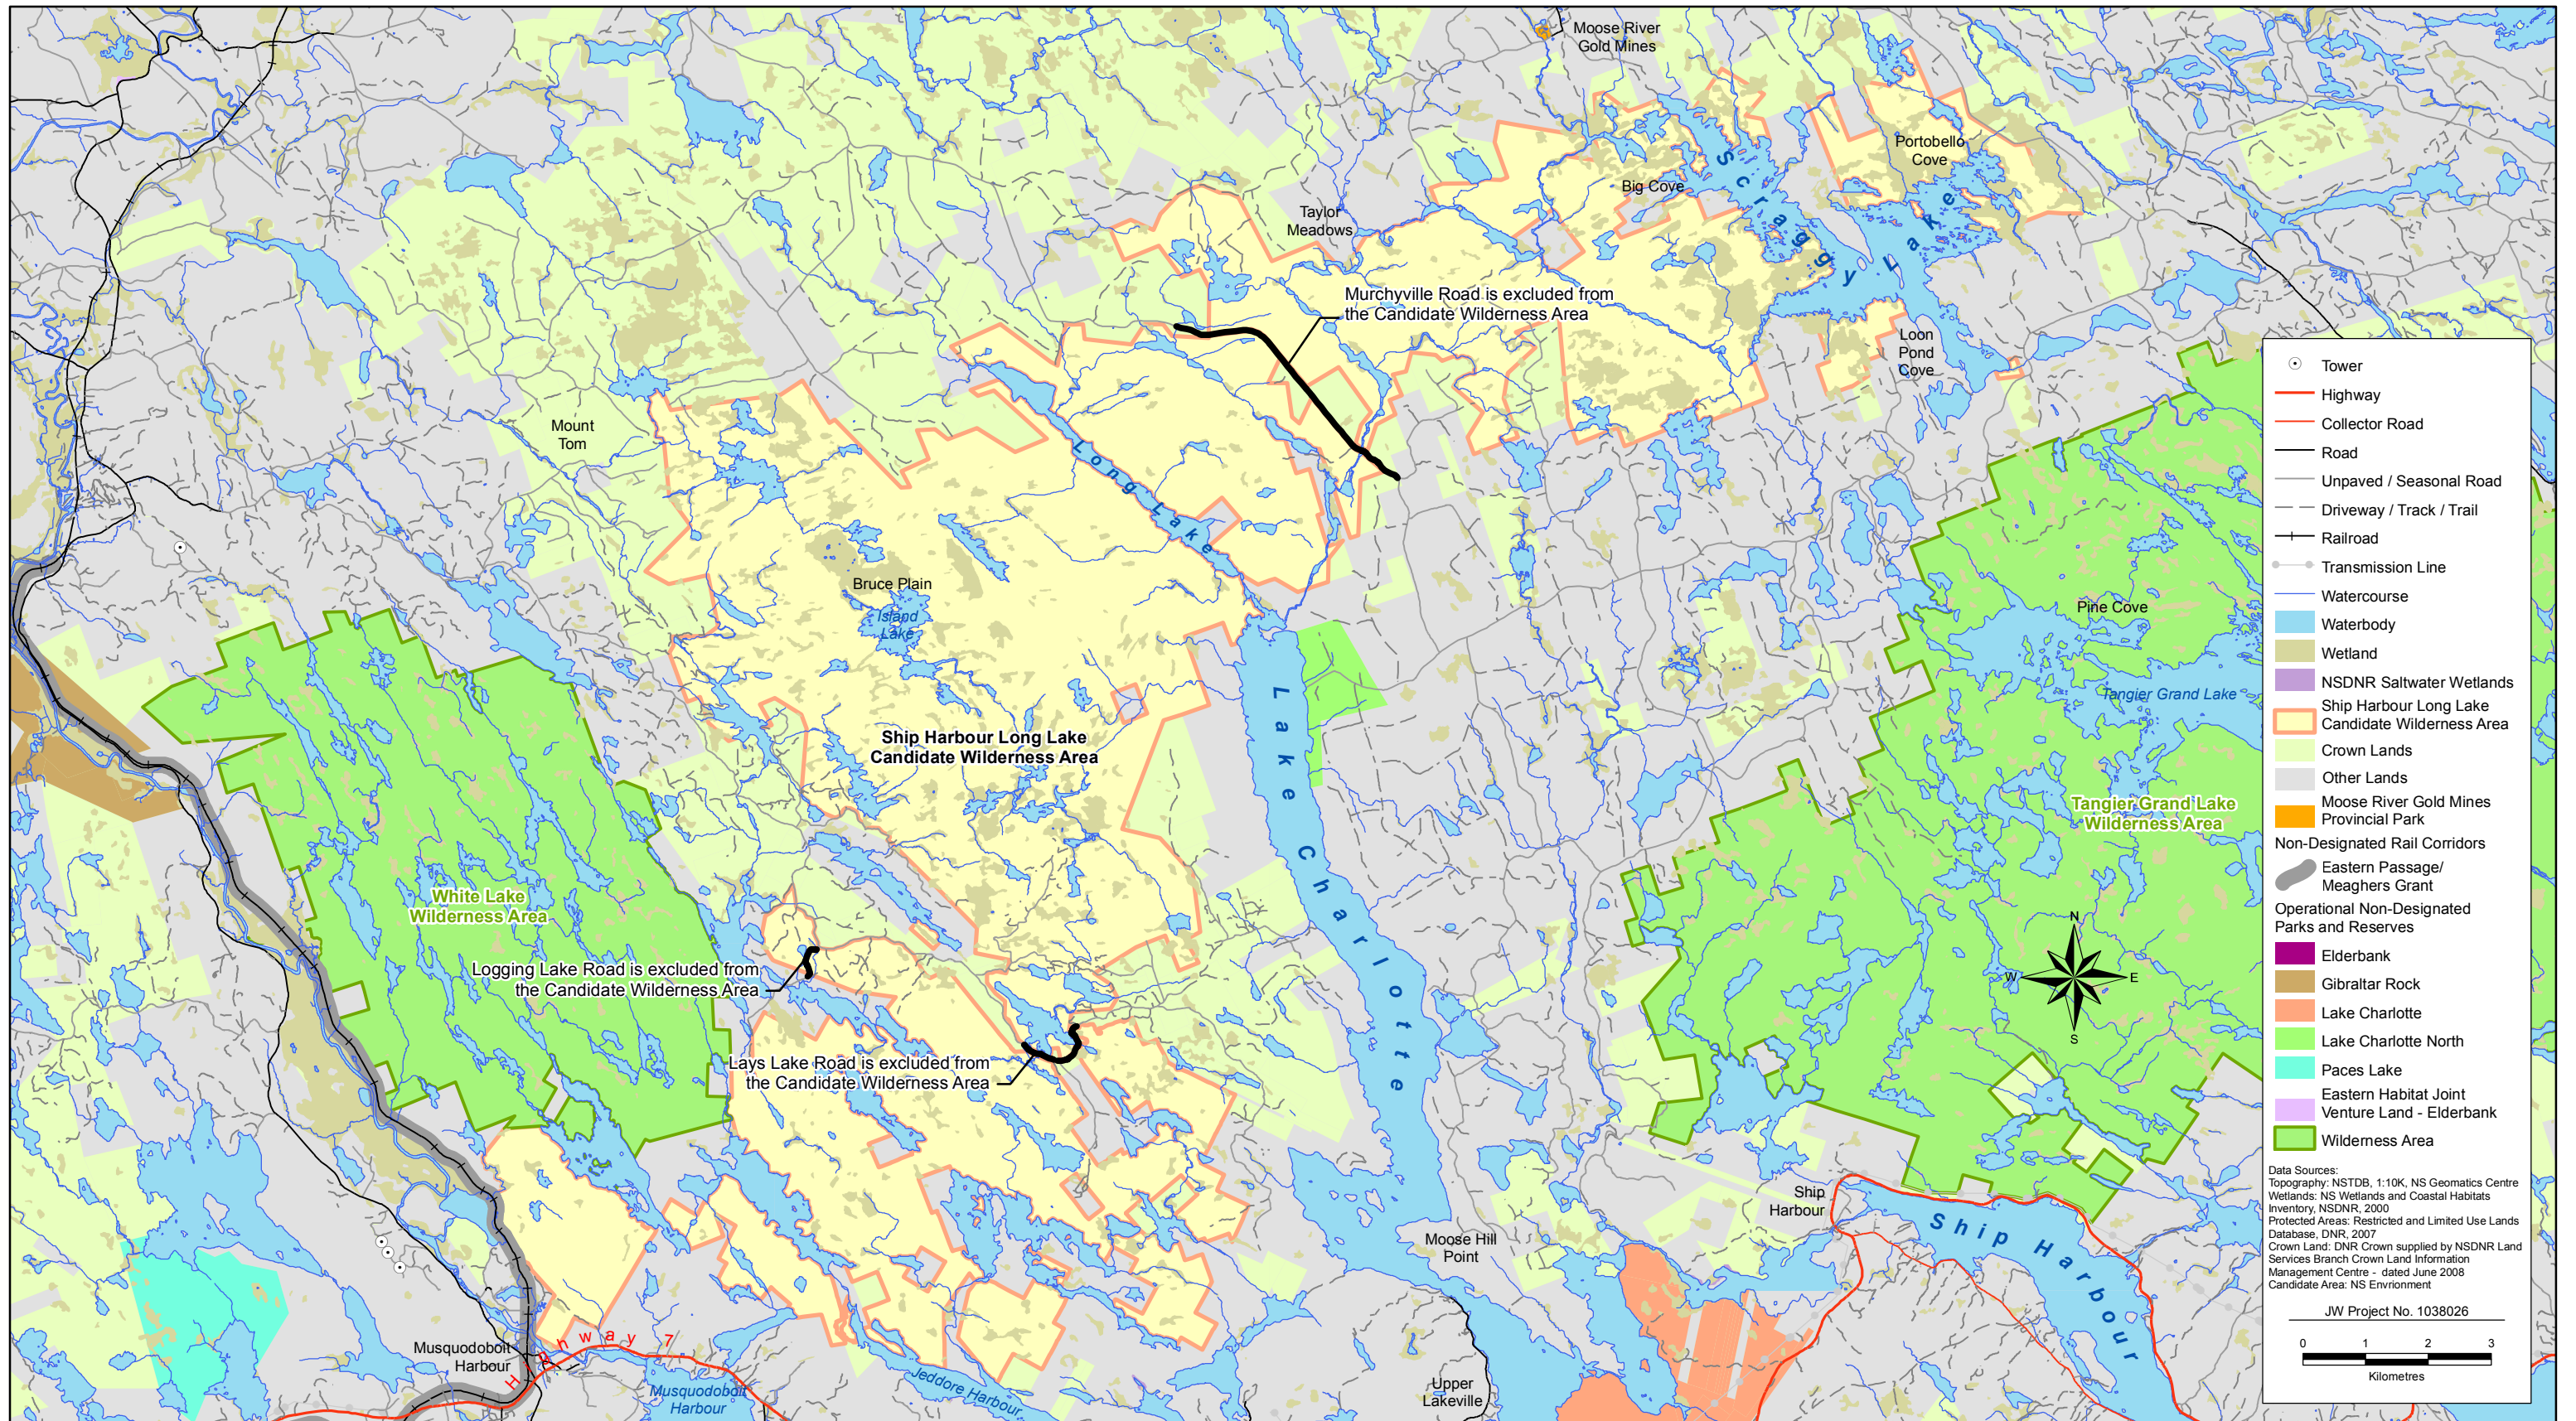 Moose River
Gold Mines
Portobello
Cove
Big Cove
Scraggy Lake
Taylor
Meadows
Murchyville Road is excluded from
the Candidate Wilderness Area
Loon
Pond
Cove
Mount
Tom
Long Lake
Bruce Plain
Island
Lake
Pine Cove
Tangier Grand Lake
Ship Harbour Long Lake
Candidate Wilderness Area
Lake Charlotte
Tangier Grand Lake
Wilderness Area
White Lake
Wilderness Area
Logging Lake Road is excluded from
the Candidate Wilderness Area
Lays Lake Road is excluded from
the Candidate Wilderness Area
N
W
E
S
Ship
Harbour
Ship Harbour
Moose Hill
Point
Musquodoboit
Harbour
Highway 7
Musquodoboit
Harbour
Jeddore Harbour
Upper
Lakeville
Tower
Highway
Collector Road
Road
Unpaved / Seasonal Road
Driveway / Track / Trail
Railroad
Transmission Line
Watercourse
Waterbody
Wetland
NSDNR Saltwater Wetlands
Ship Harbour Long Lake
Candidate Wilderness Area
Crown Lands
Other Lands
Moose River Gold Mines
Provincial Park
Non-Designated Rail Corridors
Eastern Passage/
Meaghers Grant
Operational Non-Designated
Parks and Reserves
Elderbank
Gibraltar Rock
Lake Charlotte
Lake Charlotte North
Paces Lake
Eastern Habitat Joint
Venture Land - Elderbank
Wilderness Area
Data Sources:
Topography: NSTDB, 1:10K, NS Geomatics Centre
Wetlands: NS Wetlands and Coastal Habitats
Inventory, NSDNR, 2000
Protected Areas: Restricted and Limited Use Lands
Database, DNR, 2007
Crown Land: DNR Crown supplied by NSDNR Land
Services Branch Crown Land Information
Management Centre - dated June 2008
Candidate Area: NS Envrionment
JW Project No. 1038026
0 1 2 3
Kilometres